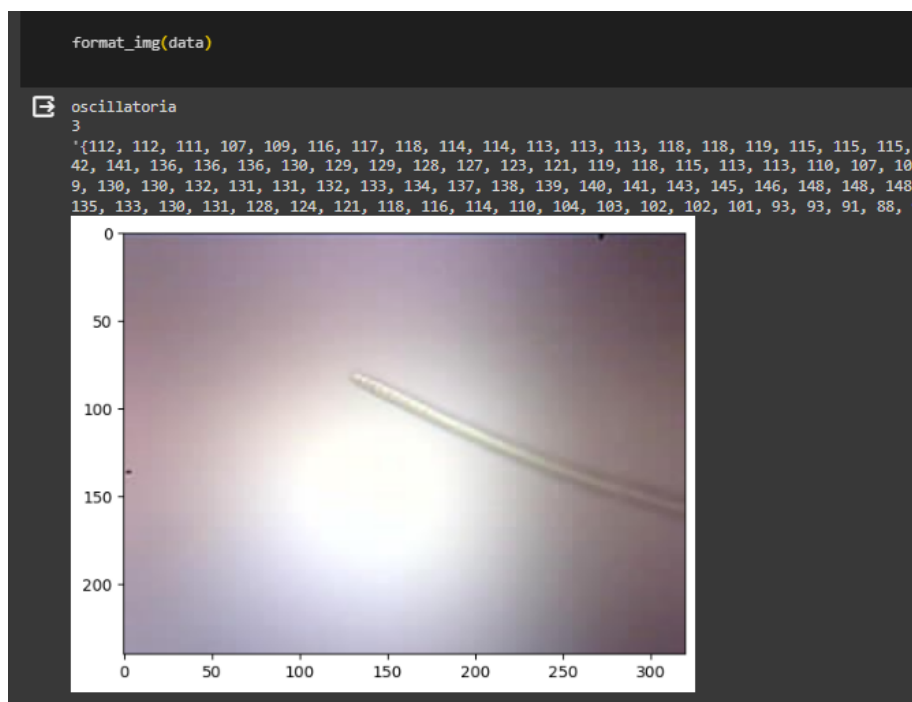 format_img(data)
oscillatoria
3
'{112, 112, 111, 107, 109, 116, 117, 118, 114, 114, 113, 113, 113, 118, 118, 119, 115, 115, 115,
42, 141, 136, 136, 136, 130, 129, 129, 128, 127, 123, 121, 119, 118, 115, 113, 113, 110, 107, 10
9, 130, 130, 132, 131, 131, 132, 133, 134, 137, 138, 139, 140, 141, 143, 145, 146, 148, 148, 148
135, 133, 130, 131, 128, 124, 121, 118, 116, 114, 110, 104, 103, 102, 102, 101, 93, 93, 91, 88,
0
50
100
150
200
0 50 100 150 200 250 300